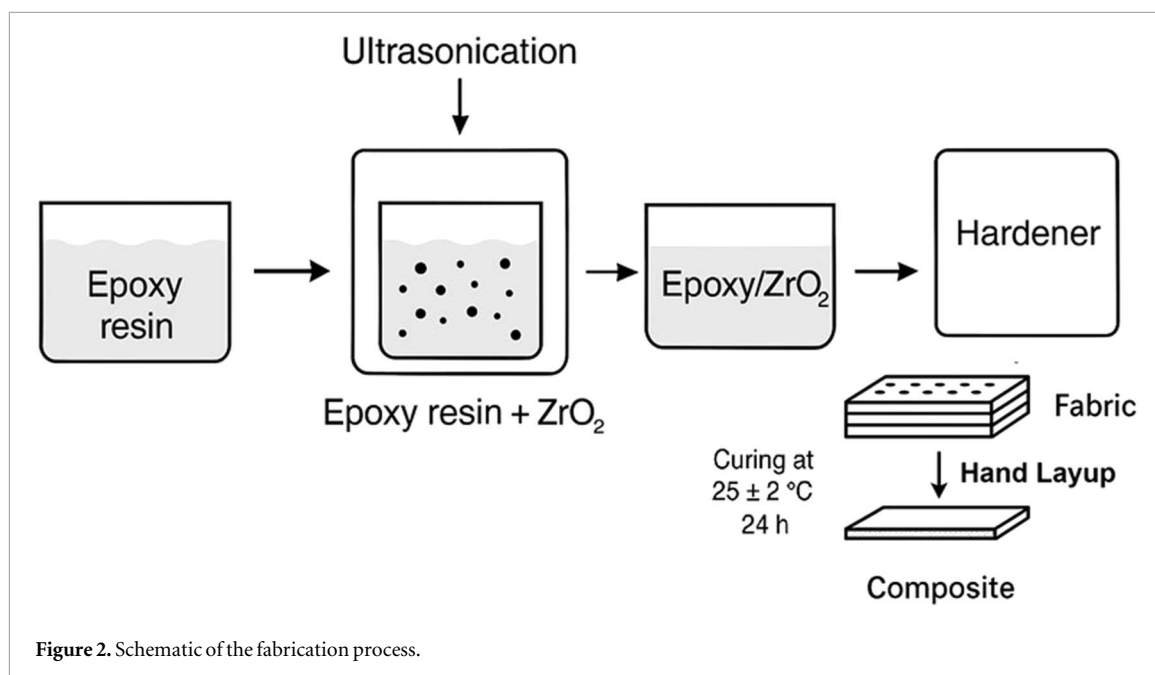 Ultrasonication
Epoxy
resin
Epoxy resin + ZrO₂
Epoxy/ZrO₂
Hardener
Fabric
Hand Layup
Curing at
25 ± 2 °C
24 h
Composite
Figure 2. Schematic of the fabrication process.